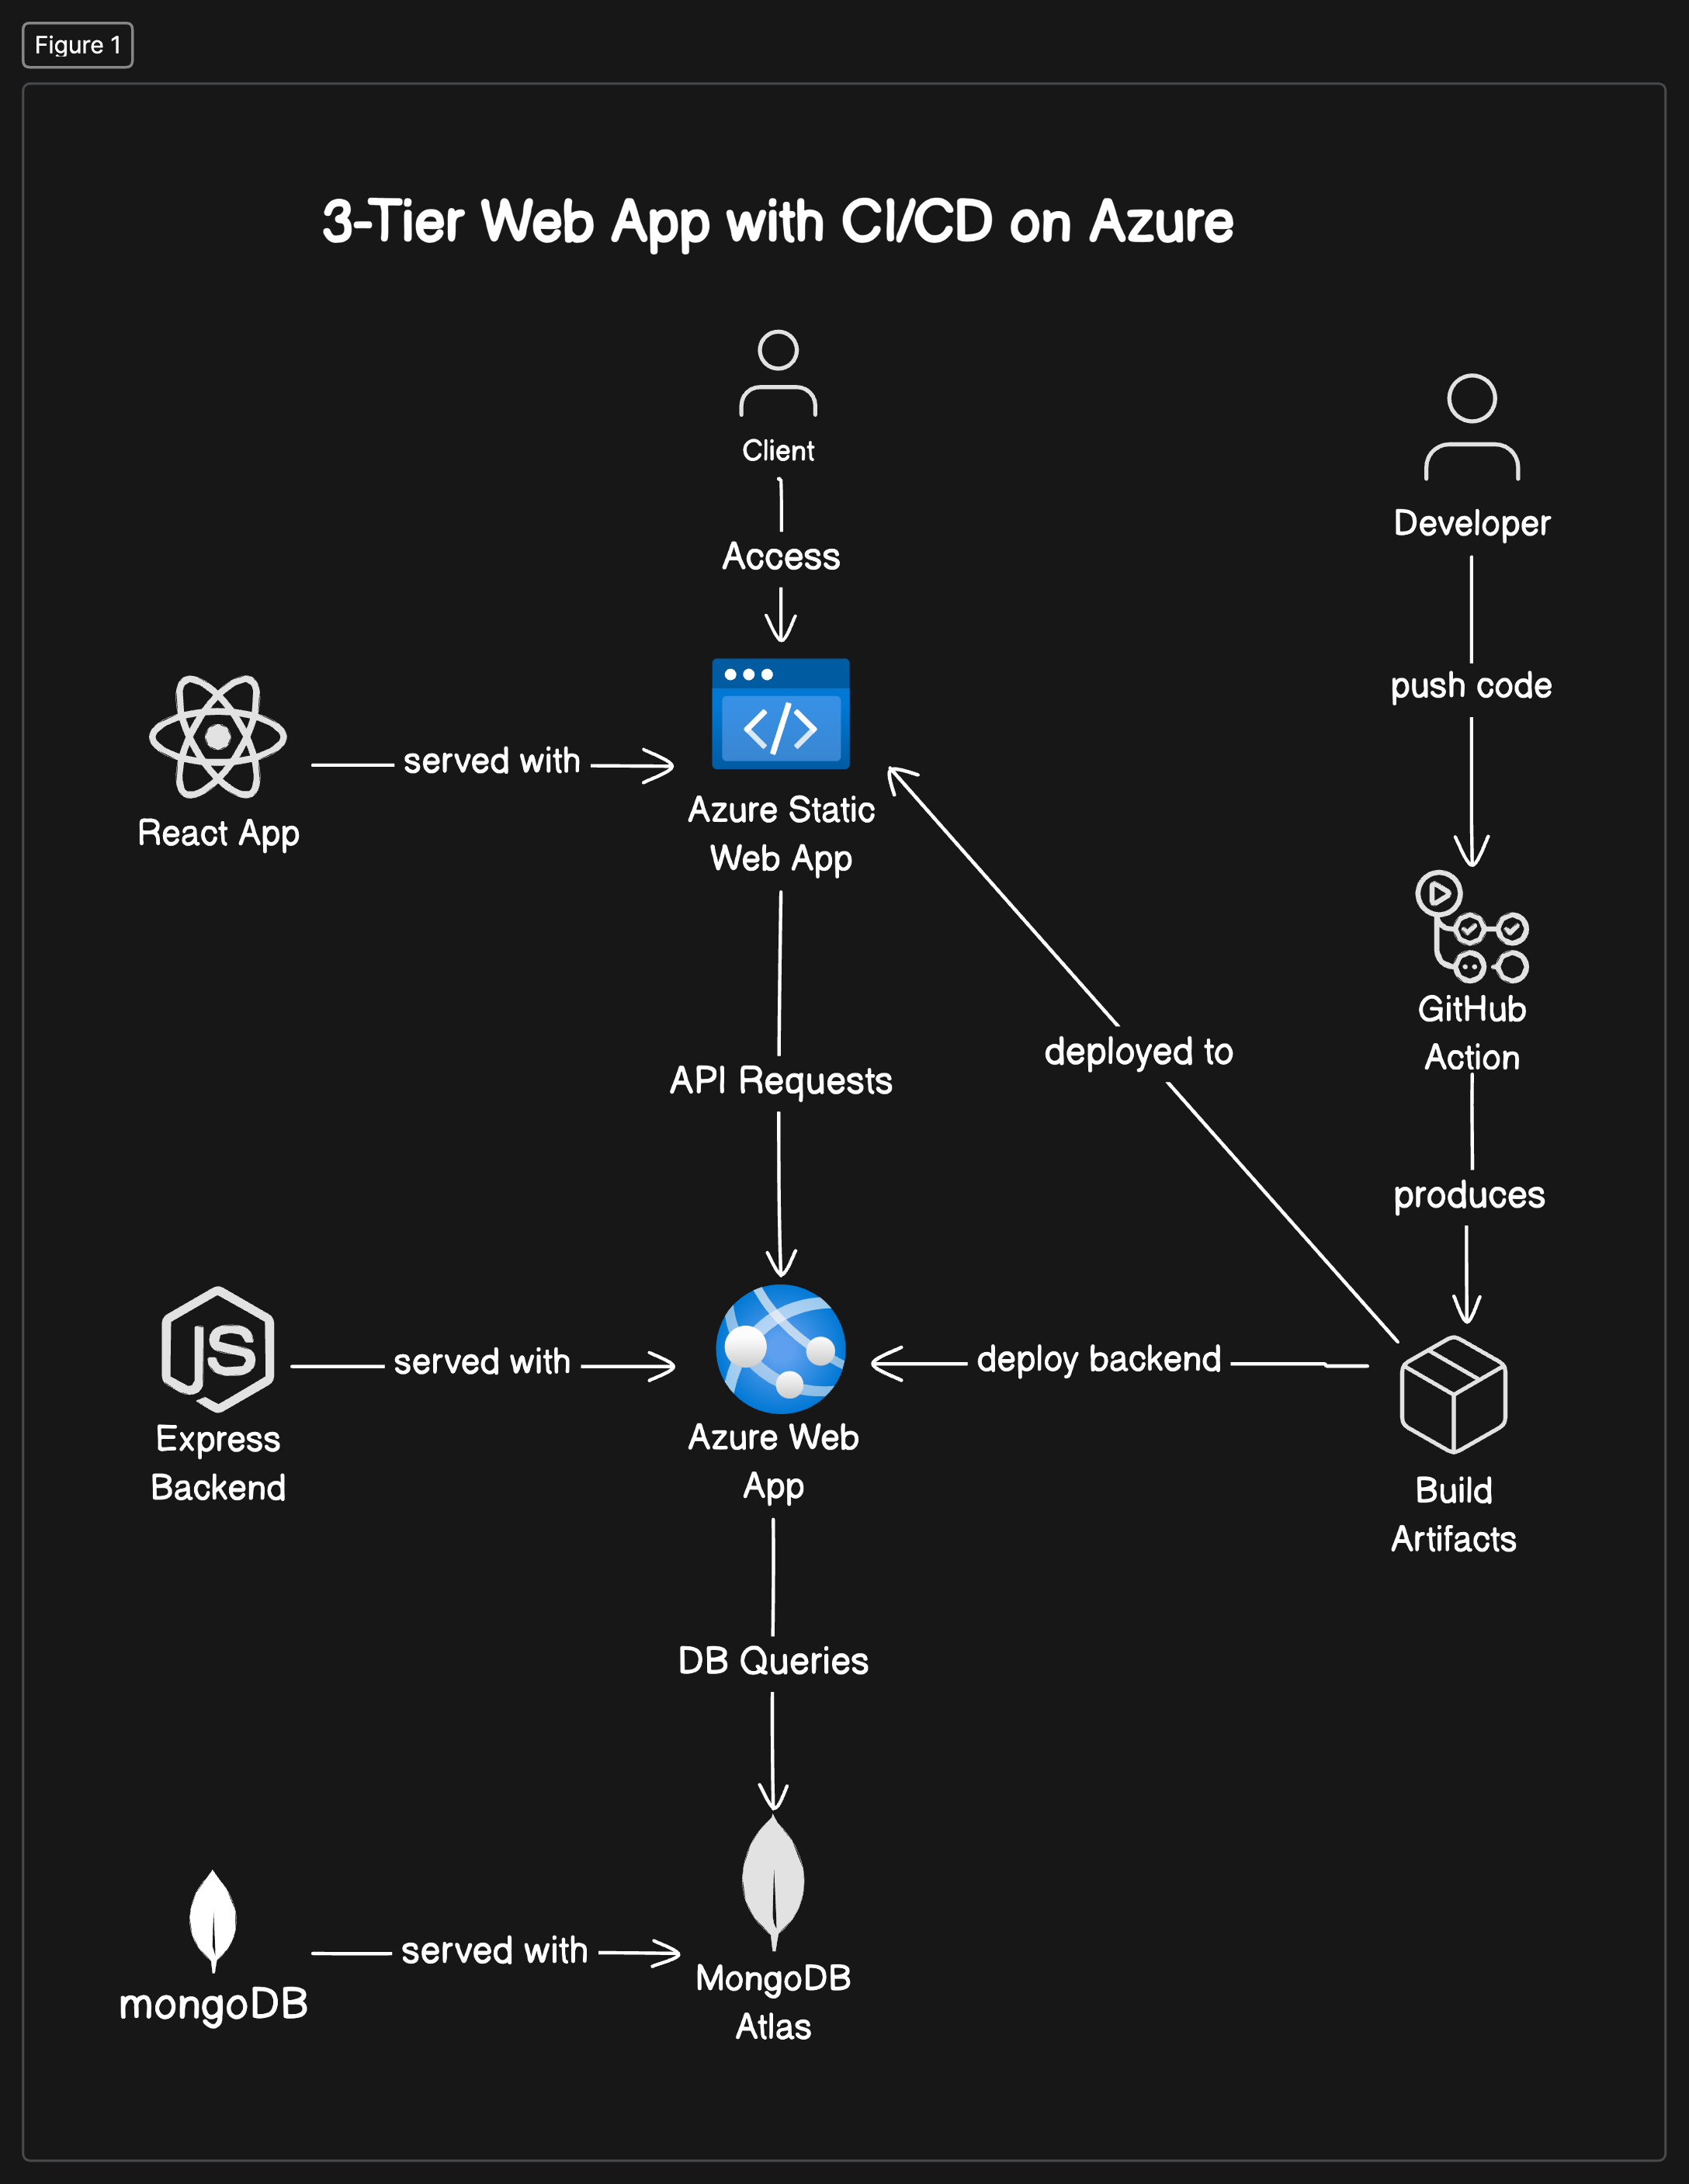 Figure 1
3-Tier Web App with CI/CD on Azure
Client
Developer
Access
push code
React App
served with
Azure Static
Web App
GitHub
Action
deployed to
API Requests
produces
Express
Backend
served with
JS
Azure Web
App
deploy backend
Build
Artifacts
DB Queries
mongoDB
served with
MongoDB
Atlas